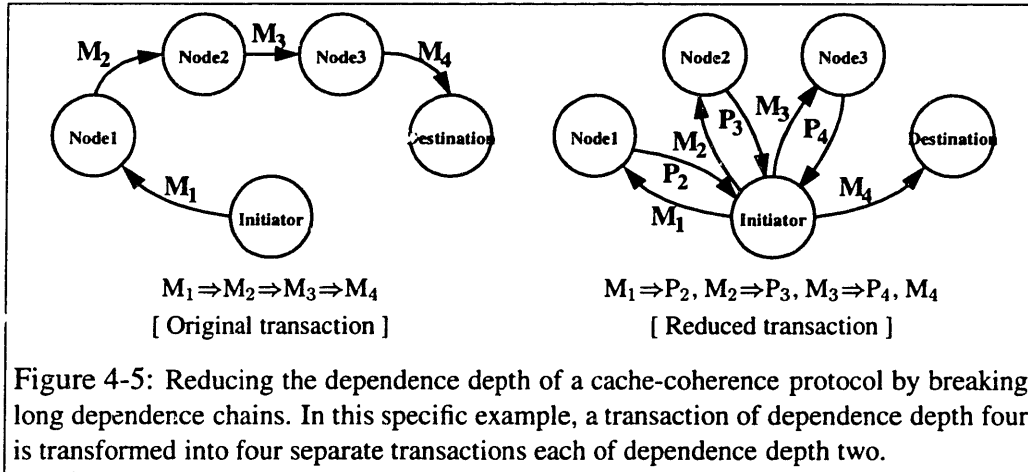 M₂ Node2 M₃ Node3 M₄
Node1 Destination
M₁
Initiator
M₁⇒M₂⇒M₃⇒M₄
[ Original transaction ]
Node2 Node3
M₃
P₃ P₄
Node1 M₂ Destination
P₂
M₁ M₄
Initiator
M₁⇒P₂, M₂⇒P₃, M₃⇒P₄, M₄
[ Reduced transaction ]
Figure 4-5: Reducing the dependence depth of a cache-coherence protocol by breaking
long dependence chains. In this specific example, a transaction of dependence depth four
is transformed into four separate transactions each of dependence depth two.